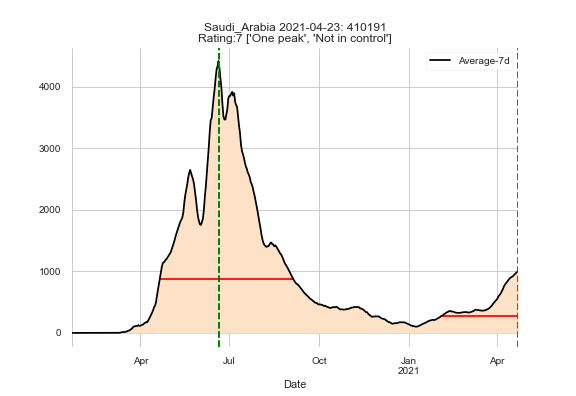 Saudi_Arabia 2021-04-23: 410191
Rating:7 ['One peak', 'Not in control']
Average-7d
4000
3000
2000
1000
0
Apr Jul Oct Jan Apr
2021
Date